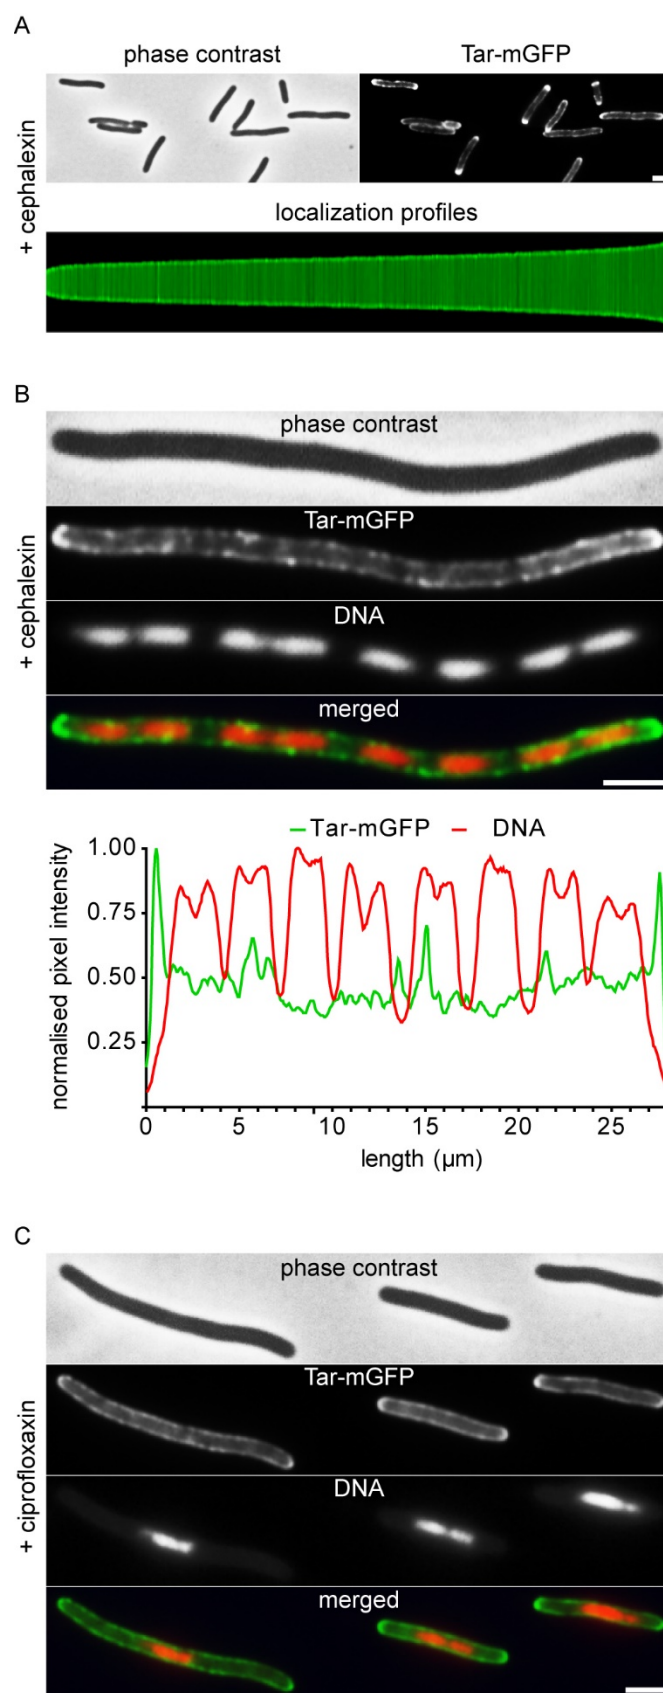 A
phase contrast Tar-mGFP
+ cephalexin
localization profiles
B
phase contrast
Tar-mGFP
+ cephalexin
DNA
merged
Tar-mGFP DNA
normalised pixel intensity
1.00
0.75
0.50
0.25
0 5 10 15 20 25
length (µm)
C
phase contrast
Tar-mGFP
+ ciprofloxaxin
DNA
merged